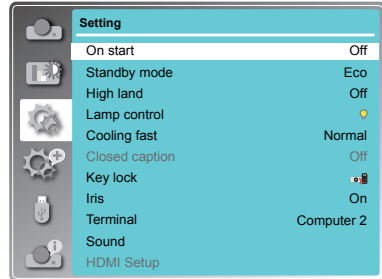 Setting
On start Off
Standby mode Eco
High land Off
Lamp control
Cooling fast Normal
Closed caption Off
Key lock
Iris On
Terminal Computer 2
Sound
HDMI Setup